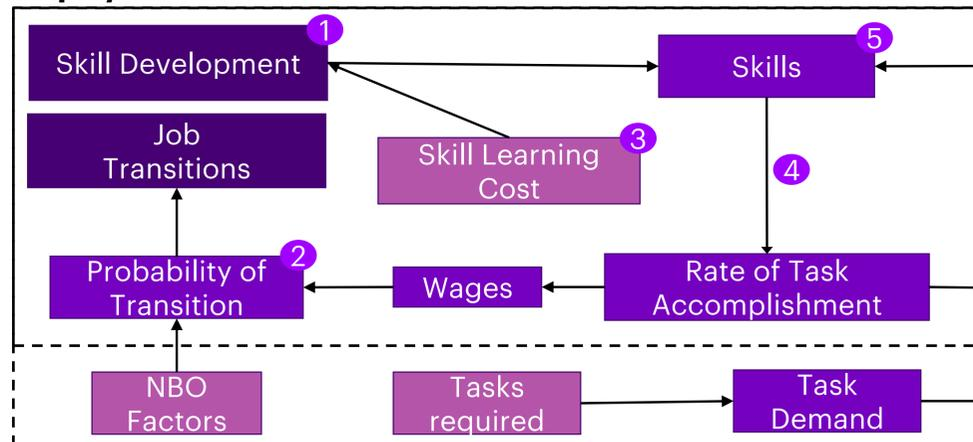 1
Skill Development
5
Skills
Job
Transitions
3
Skill Learning
Cost
4
2
Probability of
Transition
Wages
Rate of Task
Accomplishment
NBO
Factors
Tasks
required
Task
Demand